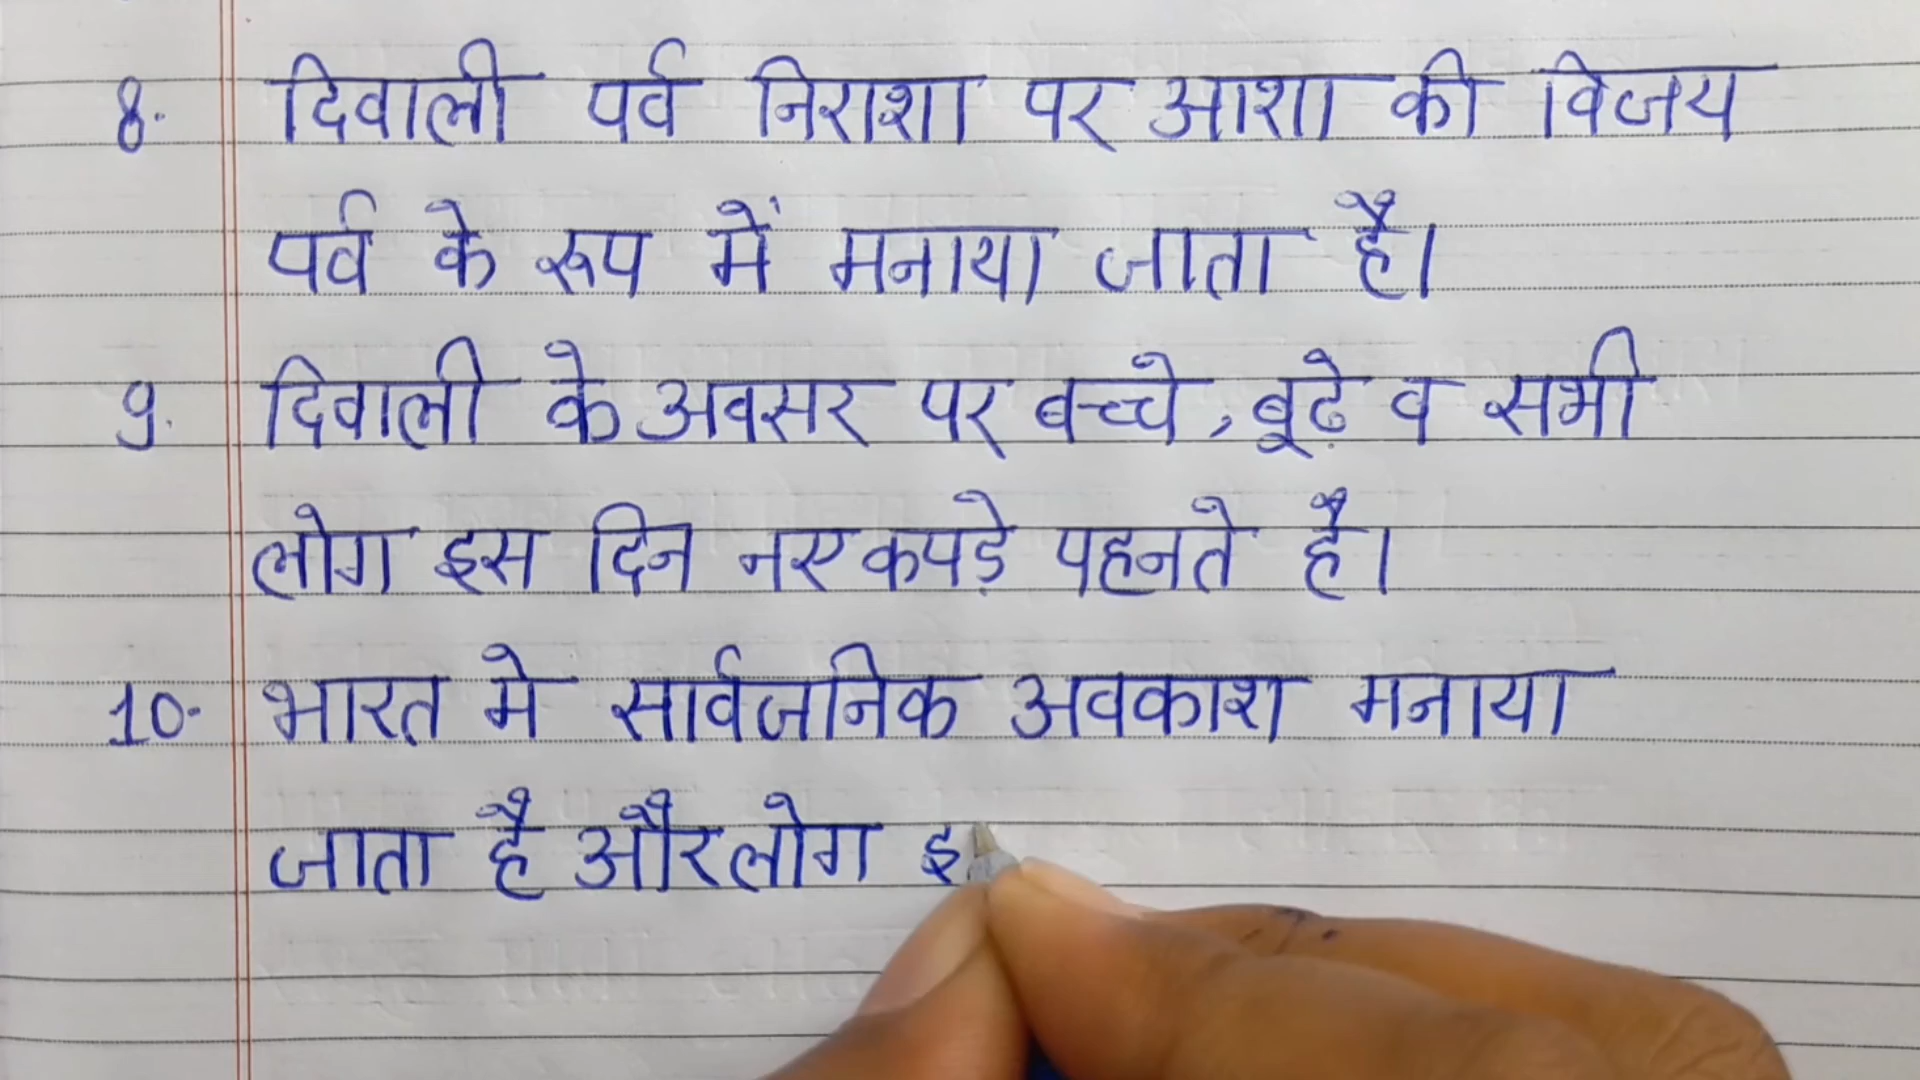 8. दिवाली पर्व निराशा पर आशा की विजय
पर्व के रूप में मनाया जाता है।
9. दिवाली के अवसर पर बच्चे, बूढ़े व सभी
लोग इस दिन नए कपड़े पहनते है।
10. भारत मे सार्वजनिक अवकाश मनाया
जाता है और लोग इ